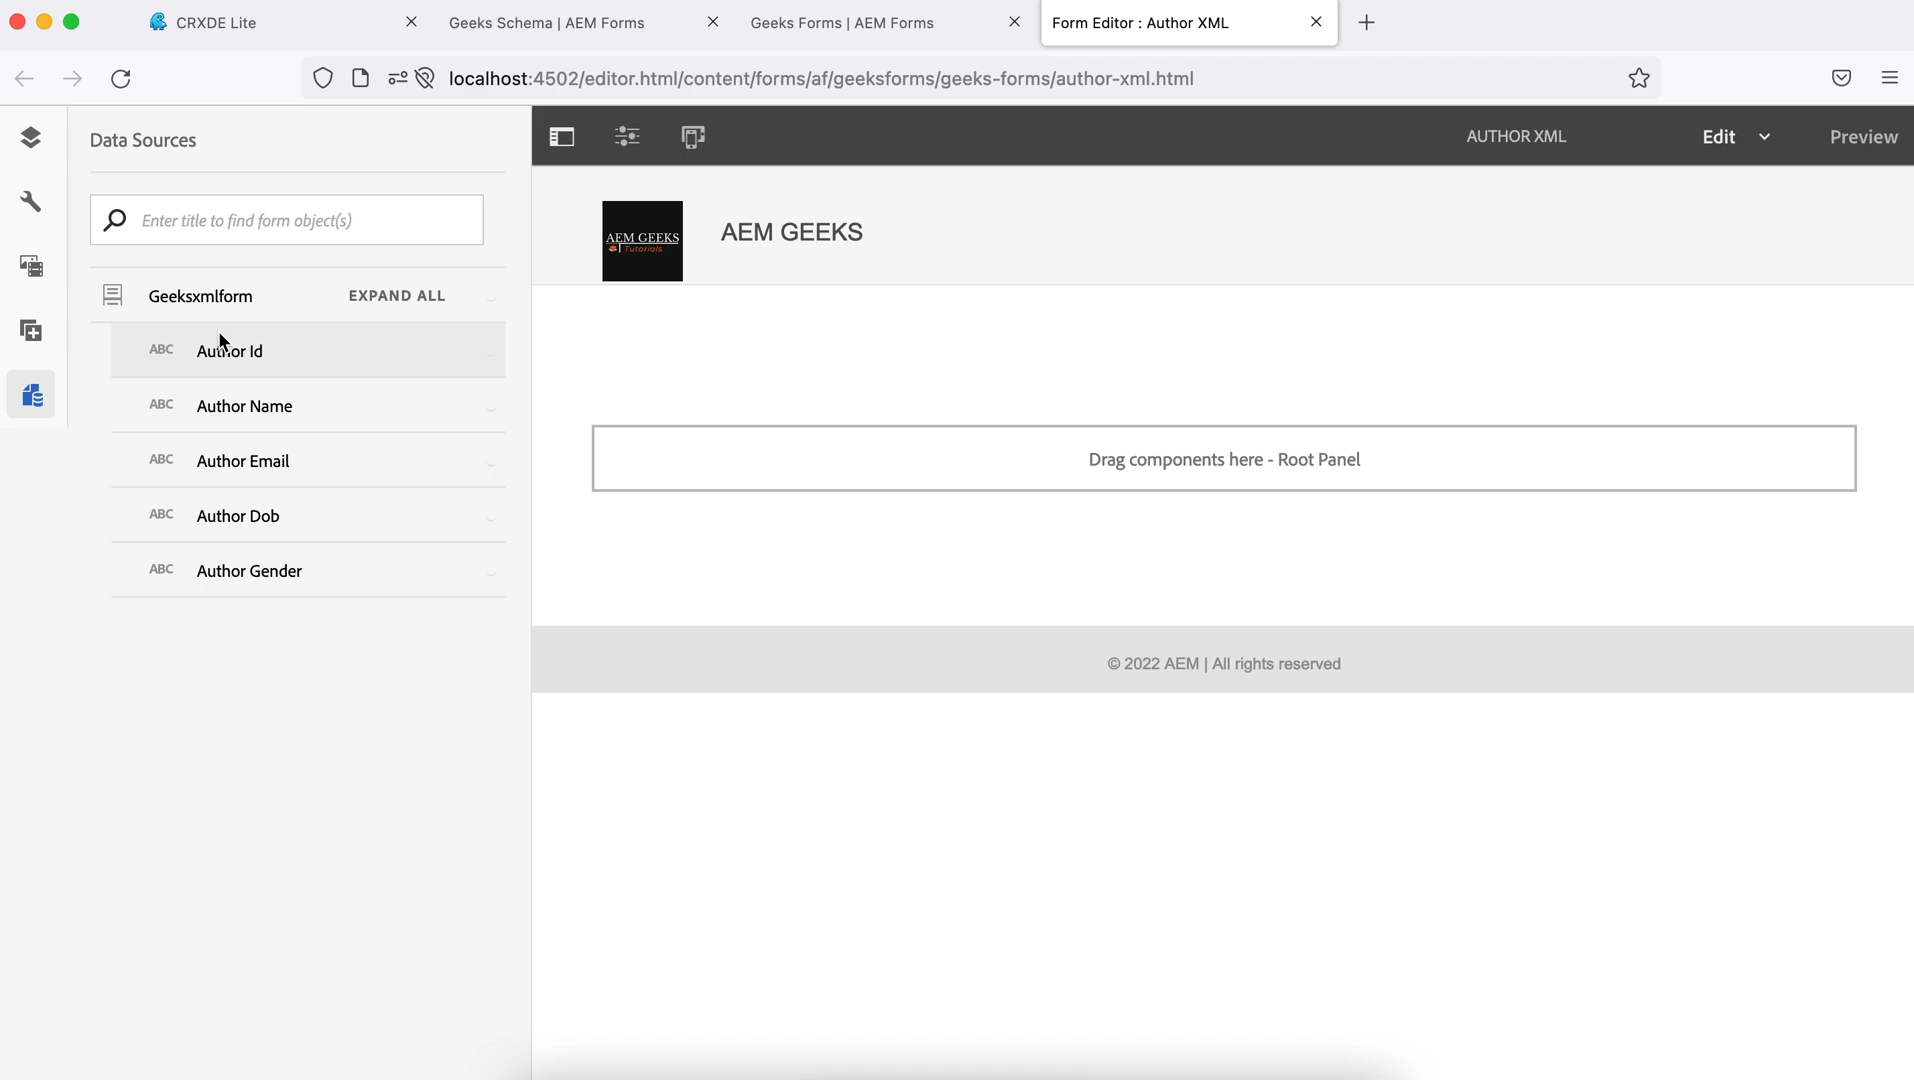 CRXDE Lite
Geeks Schema | AEM Forms
Geeks Forms | AEM Forms
Form Editor : Author XML
localhost:4502/editor.html/content/forms/af/geeksforms/geeks-forms/author-xml.html
Data Sources
AUTHOR XML
Edit
Preview
Enter title to find form object(s)
AEM GEEKS
Tutorials
AEM GEEKS
Geeksxmlform
EXPAND ALL
ABC Author Id
ABC Author Name
ABC Author Email
ABC Author Dob
ABC Author Gender
Drag components here - Root Panel
© 2022 AEM | All rights reserved